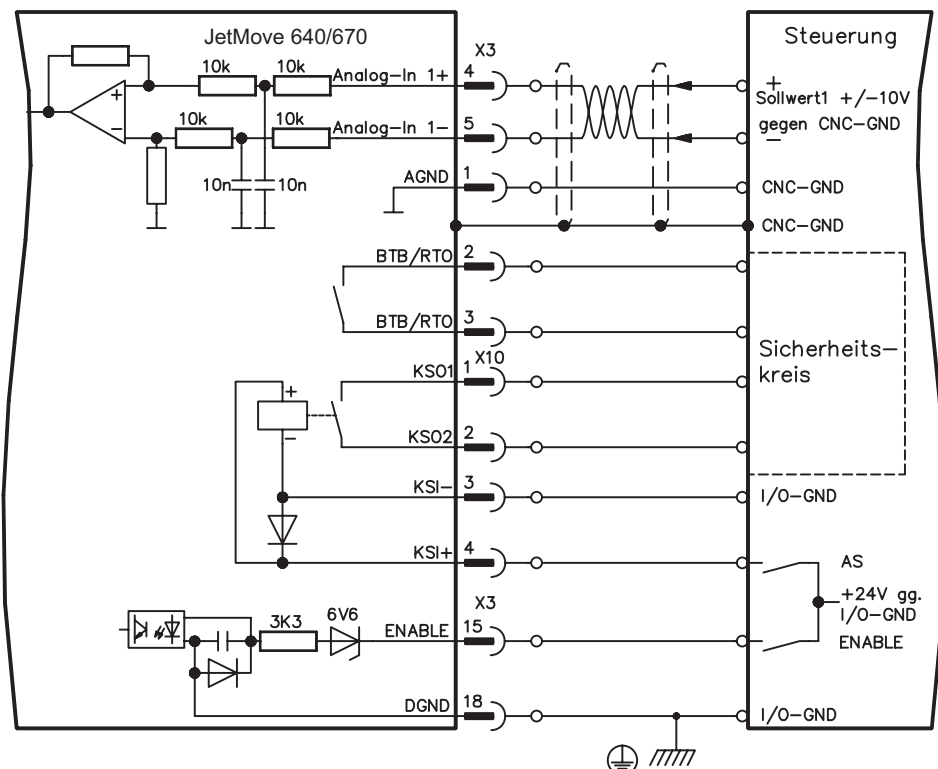 JetMove 640/670
Steuerung
X3
10k
10k
Analog-In 1+
4
+
+
Sollwert1 +/-10V
gegen CNC-GND
−
−
10k
10k
Analog-In 1-
5
10n
10n
AGND
1
CNC-GND
CNC-GND
BTB/RTO
2
BTB/RTO
3
Sicherheits-
kreis
X10
KSO1
1
+
−
KSO2
2
KSI-
3
I/O-GND
KSI+
4
AS
+24V gg.
I/O-GND
X3
3K3
6V6
ENABLE
15
ENABLE
DGND
18
I/O-GND